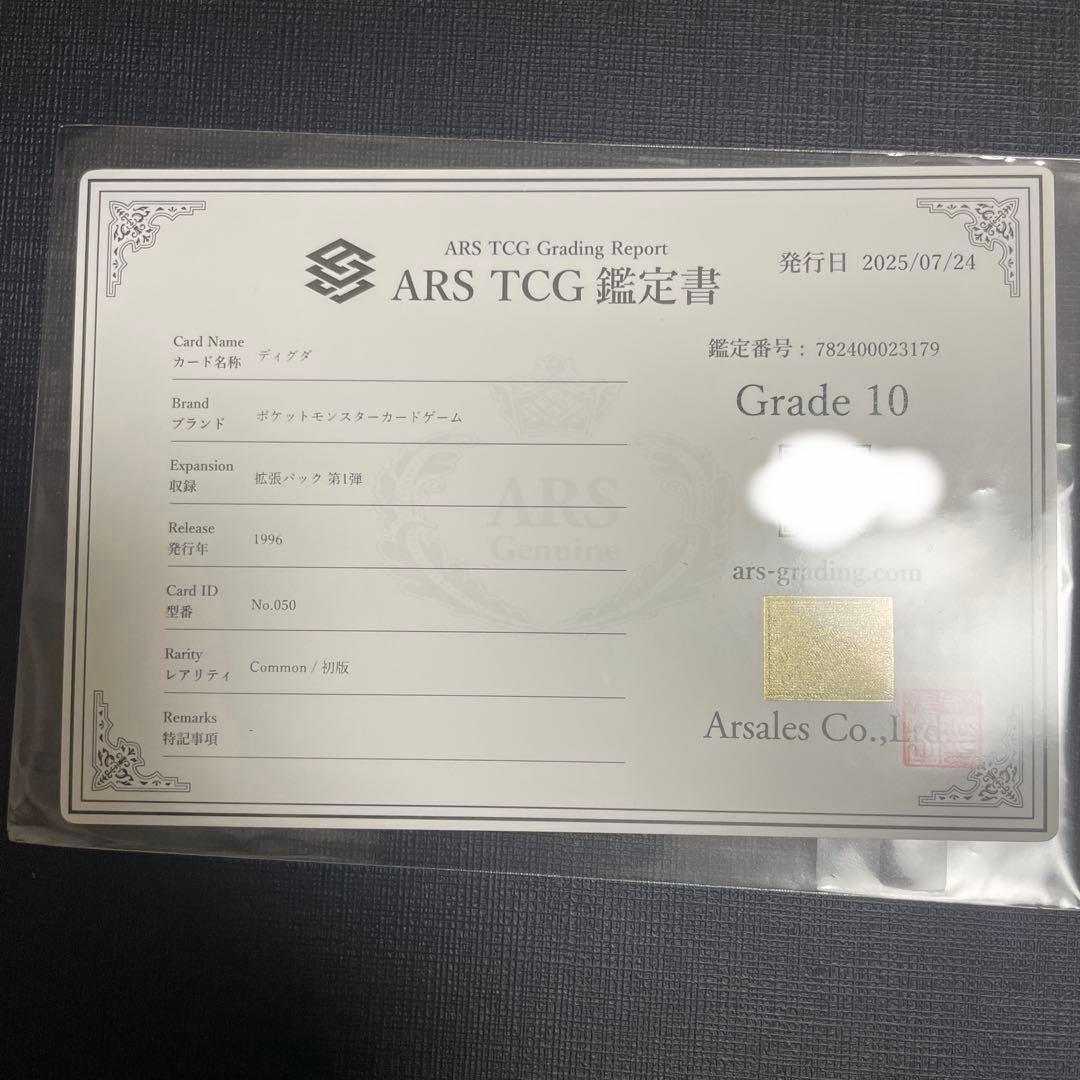 ARS TCG Grading Report
ARS TCG 鑑定書
発行日 2025/07/24
Card Name
カード名称 ディグダ
Brand
ブランド ポケットモンスターカードゲーム
Expansion
収録 拡張パック 第1弾
Release
発行年 1996
Card ID
型番 No.050
Rarity
レアリティ Common / 初版
Remarks
特記事項 -
鑑定番号： 782400023179
Grade 10
ars-grading.com
Arsales Co.,Ltd.
ARS
Genuine